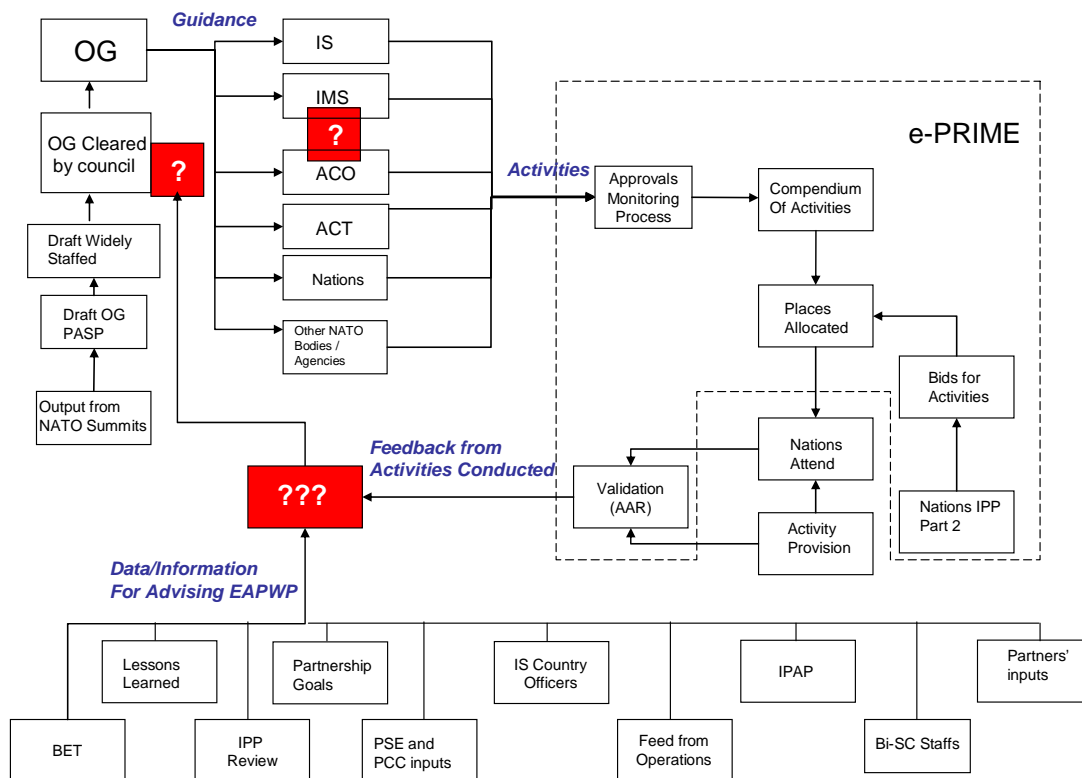 Guidance
OG
IS
IMS
?
ACO
ACT
Nations
Other NATO
Bodies /
Agencies
OG Cleared
by council
?
Draft Widely
Staffed
Draft OG
PASP
Output from
NATO Summits
Activities
e-PRIME
Approvals
Monitoring
Process
Compendium
Of Activities
Places
Allocated
Bids for
Activities
Nations
Attend
Nations IPP
Part 2
Activity
Provision
Validation
(AAR)
Feedback from
Activities Conducted
???
Data/Information
For Advising EAPWP
Lessons
Learned
Partnership
Goals
IS Country
Officers
IPAP
Partners’
inputs
BET
IPP
Review
PSE and
PCC inputs
Feed from
Operations
Bi-SC Staffs